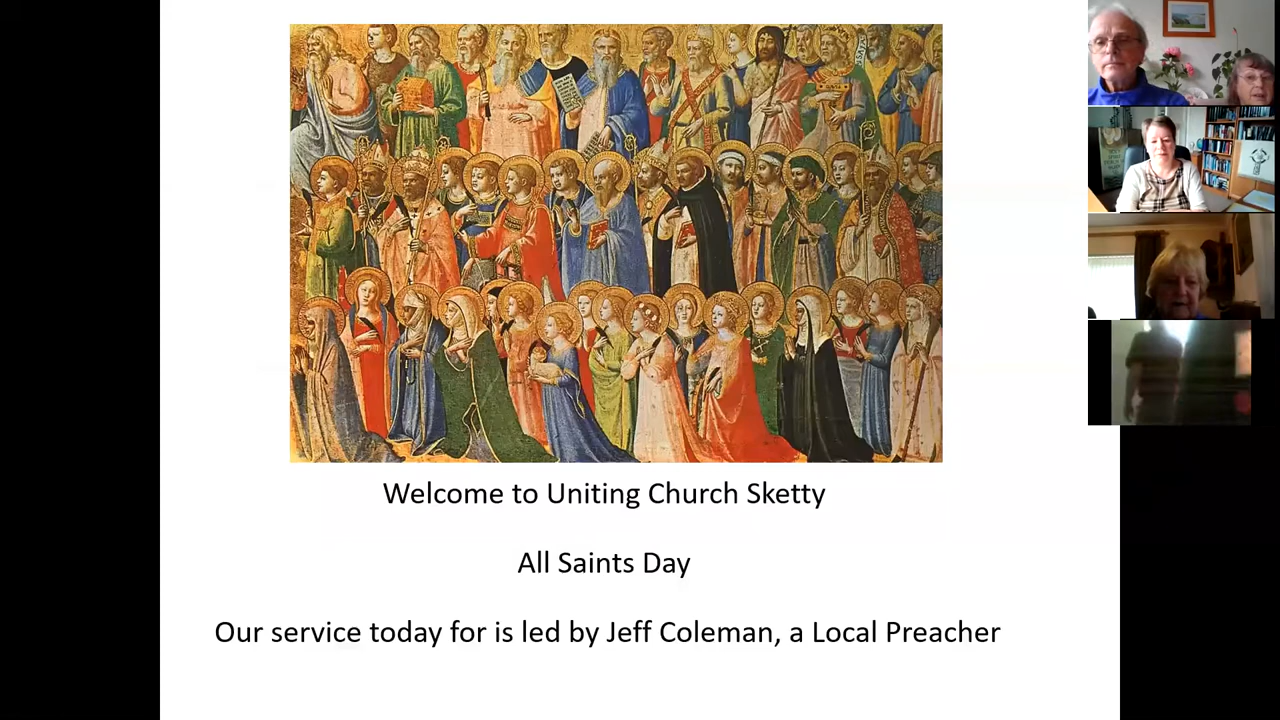 Welcome to Uniting Church Sketty
All Saints Day
Our service today for is led by Jeff Coleman, a Local Preacher